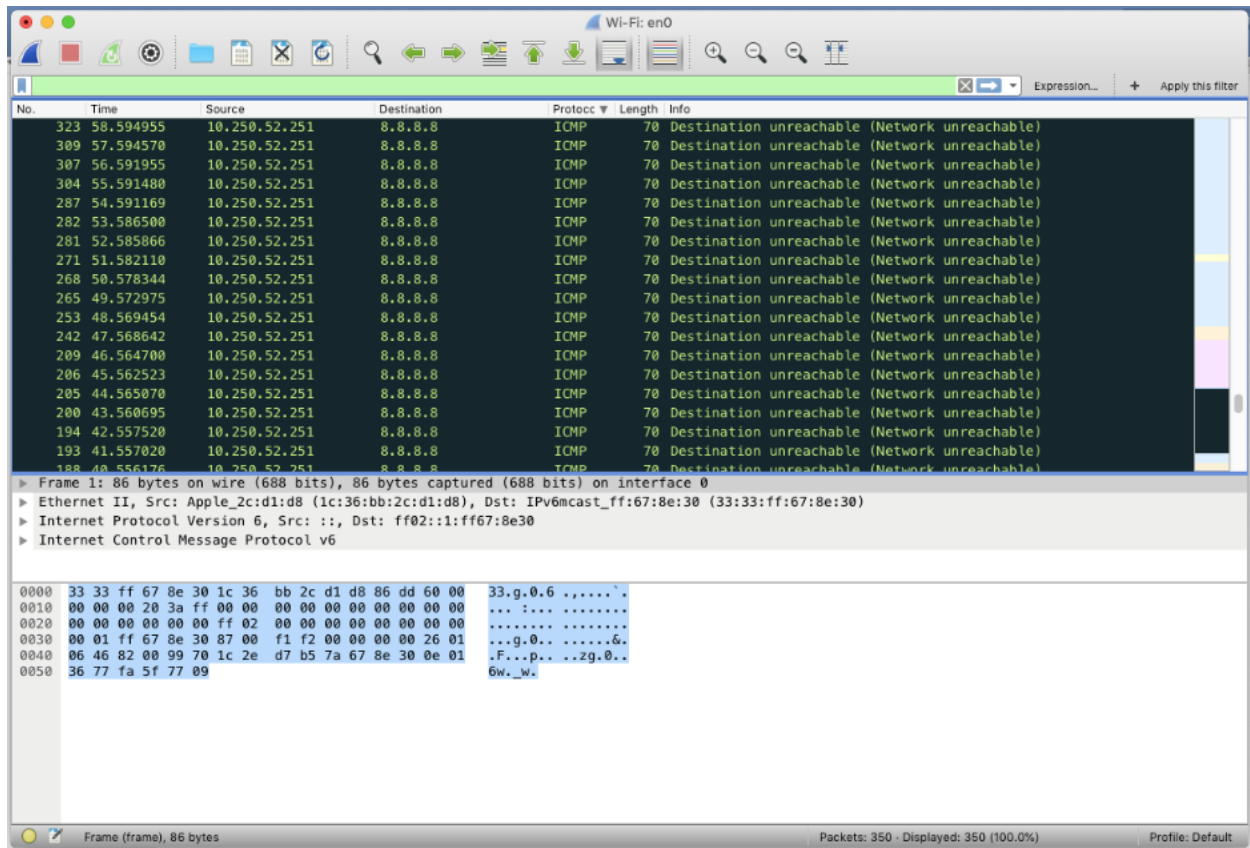 Wi-Fi: en0
Expression... + Apply this filter
No. Time Source Destination Protocc ▼ Length Info
323 58.594955 10.250.52.251 8.8.8.8 ICMP 70 Destination unreachable (Network unreachable)
309 57.594570 10.250.52.251 8.8.8.8 ICMP 70 Destination unreachable (Network unreachable)
307 56.591955 10.250.52.251 8.8.8.8 ICMP 70 Destination unreachable (Network unreachable)
304 55.591480 10.250.52.251 8.8.8.8 ICMP 70 Destination unreachable (Network unreachable)
287 54.591169 10.250.52.251 8.8.8.8 ICMP 70 Destination unreachable (Network unreachable)
282 53.586500 10.250.52.251 8.8.8.8 ICMP 70 Destination unreachable (Network unreachable)
281 52.585866 10.250.52.251 8.8.8.8 ICMP 70 Destination unreachable (Network unreachable)
271 51.582110 10.250.52.251 8.8.8.8 ICMP 70 Destination unreachable (Network unreachable)
268 50.578344 10.250.52.251 8.8.8.8 ICMP 70 Destination unreachable (Network unreachable)
265 49.572975 10.250.52.251 8.8.8.8 ICMP 70 Destination unreachable (Network unreachable)
253 48.569454 10.250.52.251 8.8.8.8 ICMP 70 Destination unreachable (Network unreachable)
242 47.568642 10.250.52.251 8.8.8.8 ICMP 70 Destination unreachable (Network unreachable)
209 46.564700 10.250.52.251 8.8.8.8 ICMP 70 Destination unreachable (Network unreachable)
206 45.562523 10.250.52.251 8.8.8.8 ICMP 70 Destination unreachable (Network unreachable)
205 44.565070 10.250.52.251 8.8.8.8 ICMP 70 Destination unreachable (Network unreachable)
200 43.560695 10.250.52.251 8.8.8.8 ICMP 70 Destination unreachable (Network unreachable)
194 42.557520 10.250.52.251 8.8.8.8 ICMP 70 Destination unreachable (Network unreachable)
193 41.557020 10.250.52.251 8.8.8.8 ICMP 70 Destination unreachable (Network unreachable)
188 40.556176 10.250.52.251 8.8.8.8 ICMP 70 Destination unreachable (Network unreachable)
Frame 1: 86 bytes on wire (688 bits), 86 bytes captured (688 bits) on interface 0
Ethernet II, Src: Apple_2c:d1:d8 (1c:36:bb:2c:d1:d8), Dst: IPv6mcast_ff:67:8e:30 (33:33:ff:67:8e:30)
Internet Protocol Version 6, Src: ::, Dst: ff02::1:ff67:8e30
Internet Control Message Protocol v6
0000 33 33 ff 67 8e 30 1c 36 bb 2c d1 d8 86 dd 60 00 33.g.0.6 .,....`.
0010 00 00 00 20 3a ff 00 00 00 00 00 00 00 00 00 00 ... :... ........
0020 00 00 00 00 00 00 ff 02 00 00 00 00 00 00 00 00 ........ ........
0030 00 01 ff 67 8e 30 87 00 f1 f2 00 00 00 00 26 01 ...g.0.. ......&.
0040 06 46 82 00 99 70 1c 2e d7 b5 7a 67 8e 30 0e 01 .F...p.. ..zg.0..
0050 36 77 fa 5f 77 09 6w._w.
Frame (frame), 86 bytes Packets: 350 · Displayed: 350 (100.0%) Profile: Default